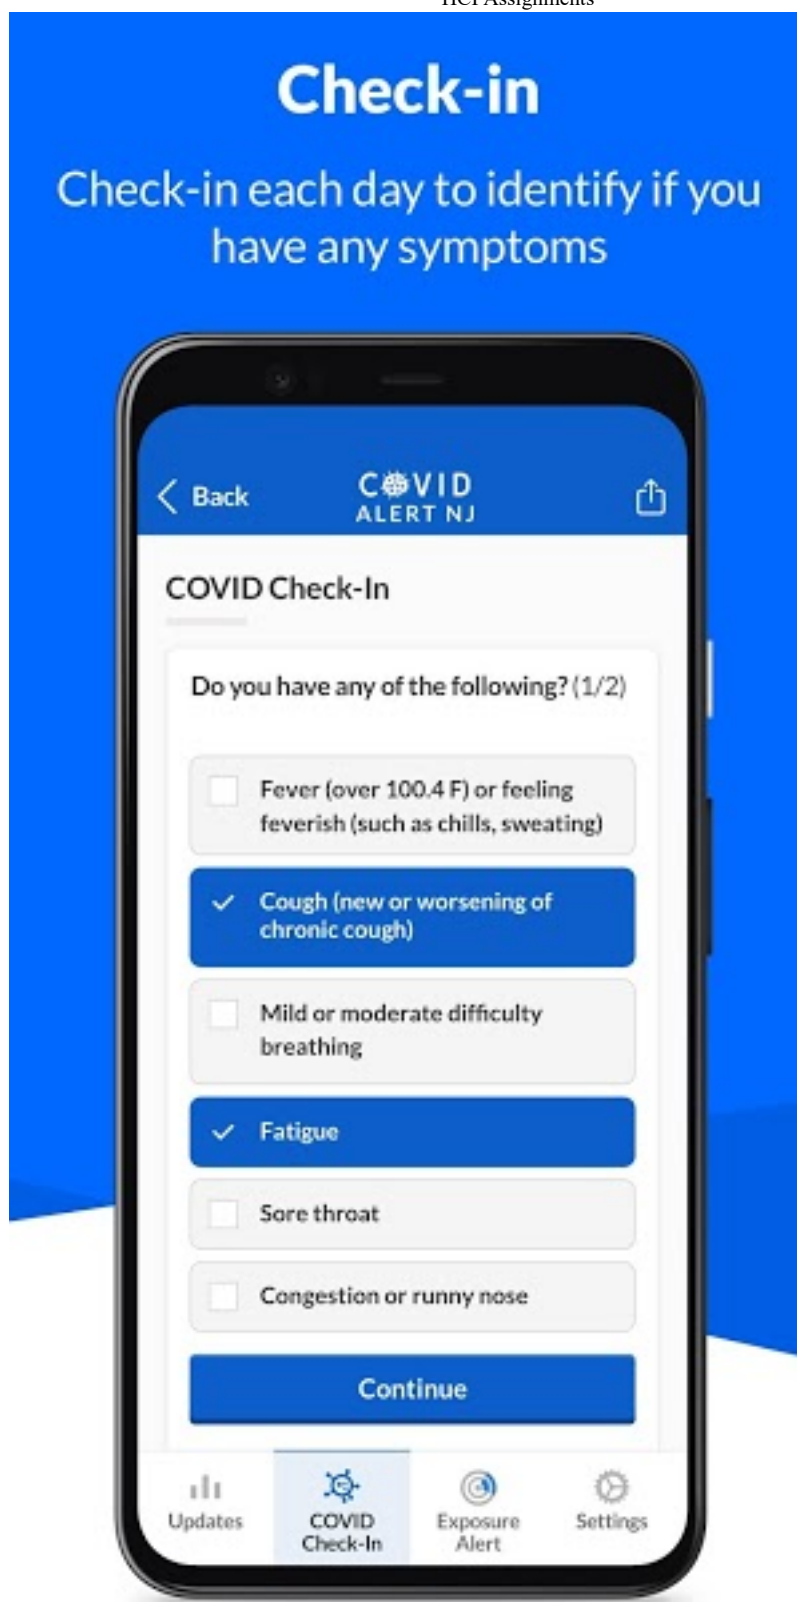 HCI Assignments
Check-in
Check-in each day to identify if you
have any symptoms
Back
COVID
ALERT NJ
COVID Check-In
Do you have any of the following? (1/2)
Fever (over 100.4 F) or feeling
feverish (such as chills, sweating)
Cough (new or worsening of
chronic cough)
Mild or moderate difficulty
breathing
Fatigue
Sore throat
Congestion or runny nose
Continue
Updates
COVID
Check-In
Exposure
Alert
Settings